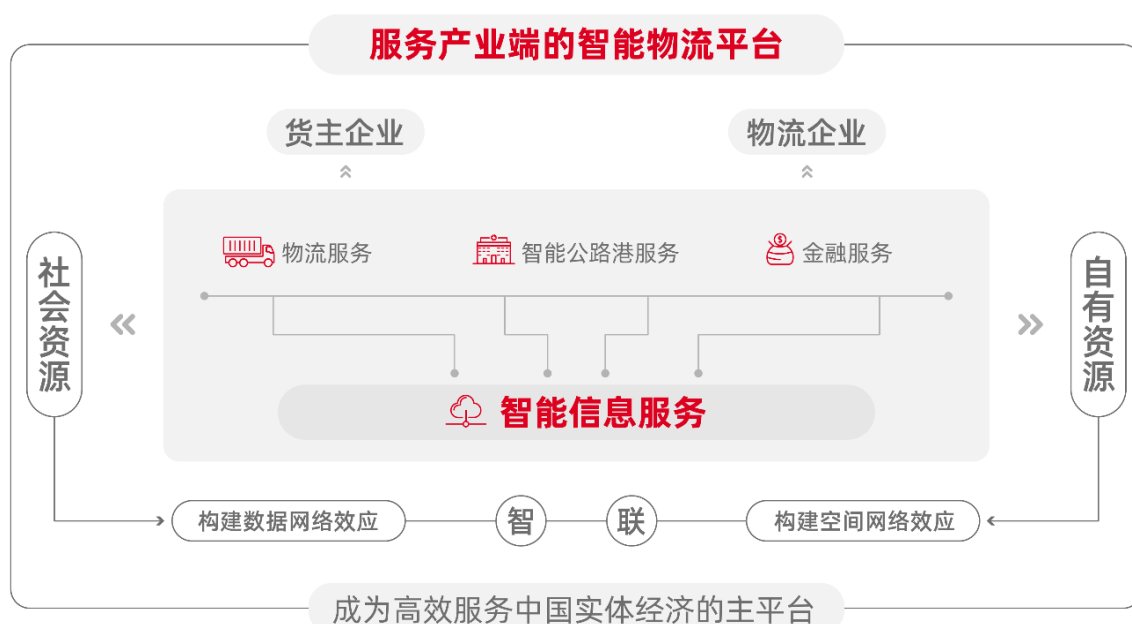 服务产业端的智能物流平台
货主企业
物流企业
物流服务
智能公路港服务
金融服务
社会资源
自有资源
智能信息服务
构建数据网络效应
智
联
构建空间网络效应
成为高效服务中国实体经济的主平台